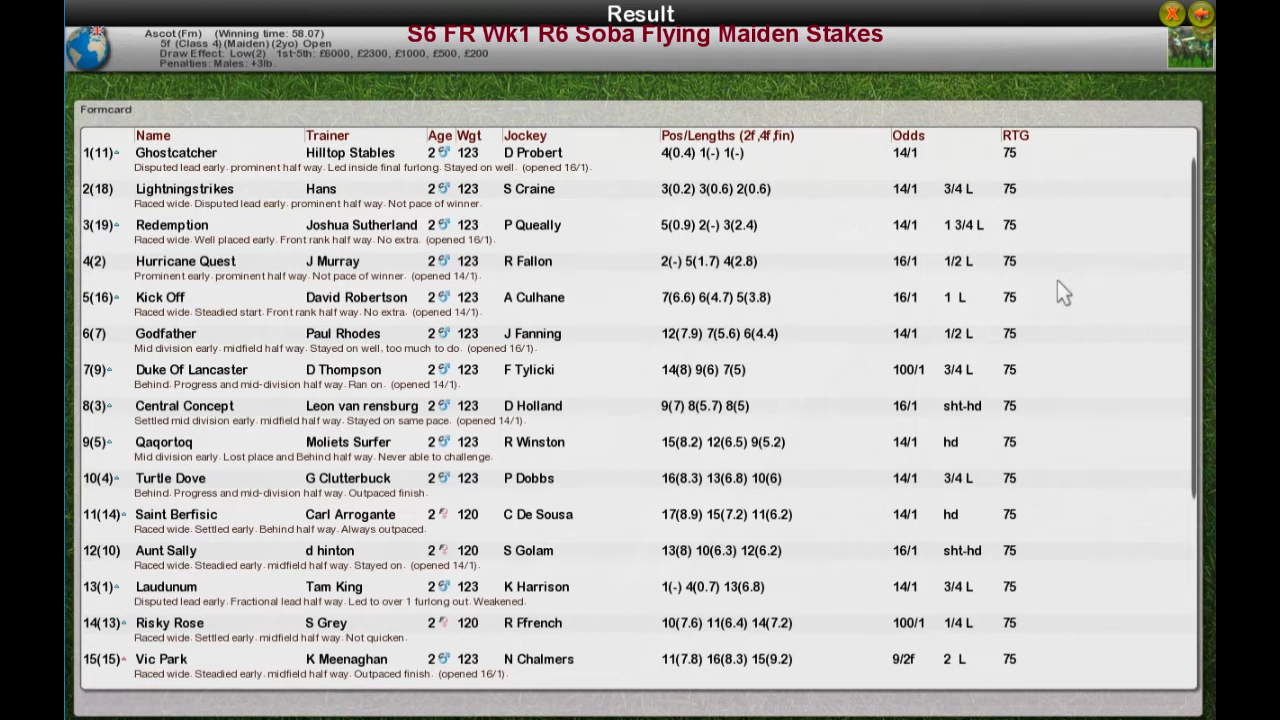 Result
S6 FR Wk1 R6 Soba Flying Maiden Stakes
Ascot(Fm) (Winning time: 58.07)
5f (Class 4)(Maiden)(2yo) Open
Draw Effect: Low(2) 1st-5th: £6000, £2300, £1000, £500, £200
Penalties: Males: +3lb.
Formcard
Name Trainer Age Wgt Jockey Pos/Lengths (2f,4f,fin) Odds RTG
1(11) Ghostcatcher Hilltop Stables 2 123 D Probert 4(0.4) 1(-) 1(-) 14/1 75
Disputed lead early. prominent half way. Led inside final furlong. Stayed on well. (opened 16/1).
2(18) Lightningstrikes Hans 2 123 S Craine 3(0.2) 3(0.6) 2(0.6) 14/1 3/4 L 75
Raced wide. Disputed lead early. prominent half way. Not pace of winner.
3(19) Redemption Joshua Sutherland 2 123 P Queally 5(0.9) 2(-) 3(2.4) 14/1 1 3/4 L 75
Raced wide. Well placed early. Front rank half way. No extra. (opened 16/1).
4(2) Hurricane Quest J Murray 2 123 R Fallon 2(-) 5(1.7) 4(2.8) 16/1 1/2 L 75
Prominent early. prominent half way. Not pace of winner. (opened 14/1).
5(16) Kick Off David Robertson 2 123 A Culhane 7(6.6) 6(4.7) 5(3.8) 16/1 1 L 75
Raced wide. Steadied start. Front rank half way. No extra. (opened 14/1).
6(7) Godfather Paul Rhodes 2 123 J Fanning 12(7.9) 7(5.6) 6(4.4) 14/1 1/2 L 75
Mid division early. midfield half way. Stayed on well, too much to do. (opened 16/1).
7(9) Duke Of Lancaster D Thompson 2 123 F Tylicki 14(8) 9(6) 7(5) 100/1 3/4 L 75
Behind. Progress and mid-division half way. Ran on. (opened 14/1).
8(3) Central Concept Leon van rensburg 2 123 D Holland 9(7) 8(5.7) 8(5) 16/1 sht-hd 75
Settled mid division early. midfield half way. Stayed on same pace. (opened 14/1).
9(5) Qaqortoq Moliets Surfer 2 123 R Winston 15(8.2) 12(6.5) 9(5.2) 14/1 hd 75
Mid division early. Lost place and Behind half way. Never able to challenge.
10(4) Turtle Dove G Clutterbuck 2 123 P Dobbs 16(8.3) 13(6.8) 10(6) 14/1 3/4 L 75
Behind. Progress and mid-division half way. Outpaced finish.
11(14) Saint Berfisic Carl Arrogante 2 120 C De Sousa 17(8.9) 15(7.2) 11(6.2) 14/1 hd 75
Raced wide. Settled early. Behind half way. Always outpaced.
12(10) Aunt Sally d hinton 2 120 S Golam 13(8) 10(6.3) 12(6.2) 16/1 sht-hd 75
Raced wide. Steadied early. midfield half way. Stayed on. (opened 14/1).
13(1) Laudunum Tam King 2 123 K Harrison 1(-) 4(0.7) 13(6.8) 14/1 3/4 L 75
Disputed lead early. Fractional lead half way. Led to over 1 furlong out. Weakened.
14(13) Risky Rose S Grey 2 120 R Ffrench 10(7.6) 11(6.4) 14(7.2) 100/1 1/4 L 75
Raced wide. Settled early. midfield half way. Not quicken.
15(15) Vic Park K Meenaghan 2 123 N Chalmers 11(7.8) 16(8.3) 15(9.2) 9/2f 2 L 75
Raced wide. Steadied early. midfield half way. Outpaced finish. (opened 16/1).